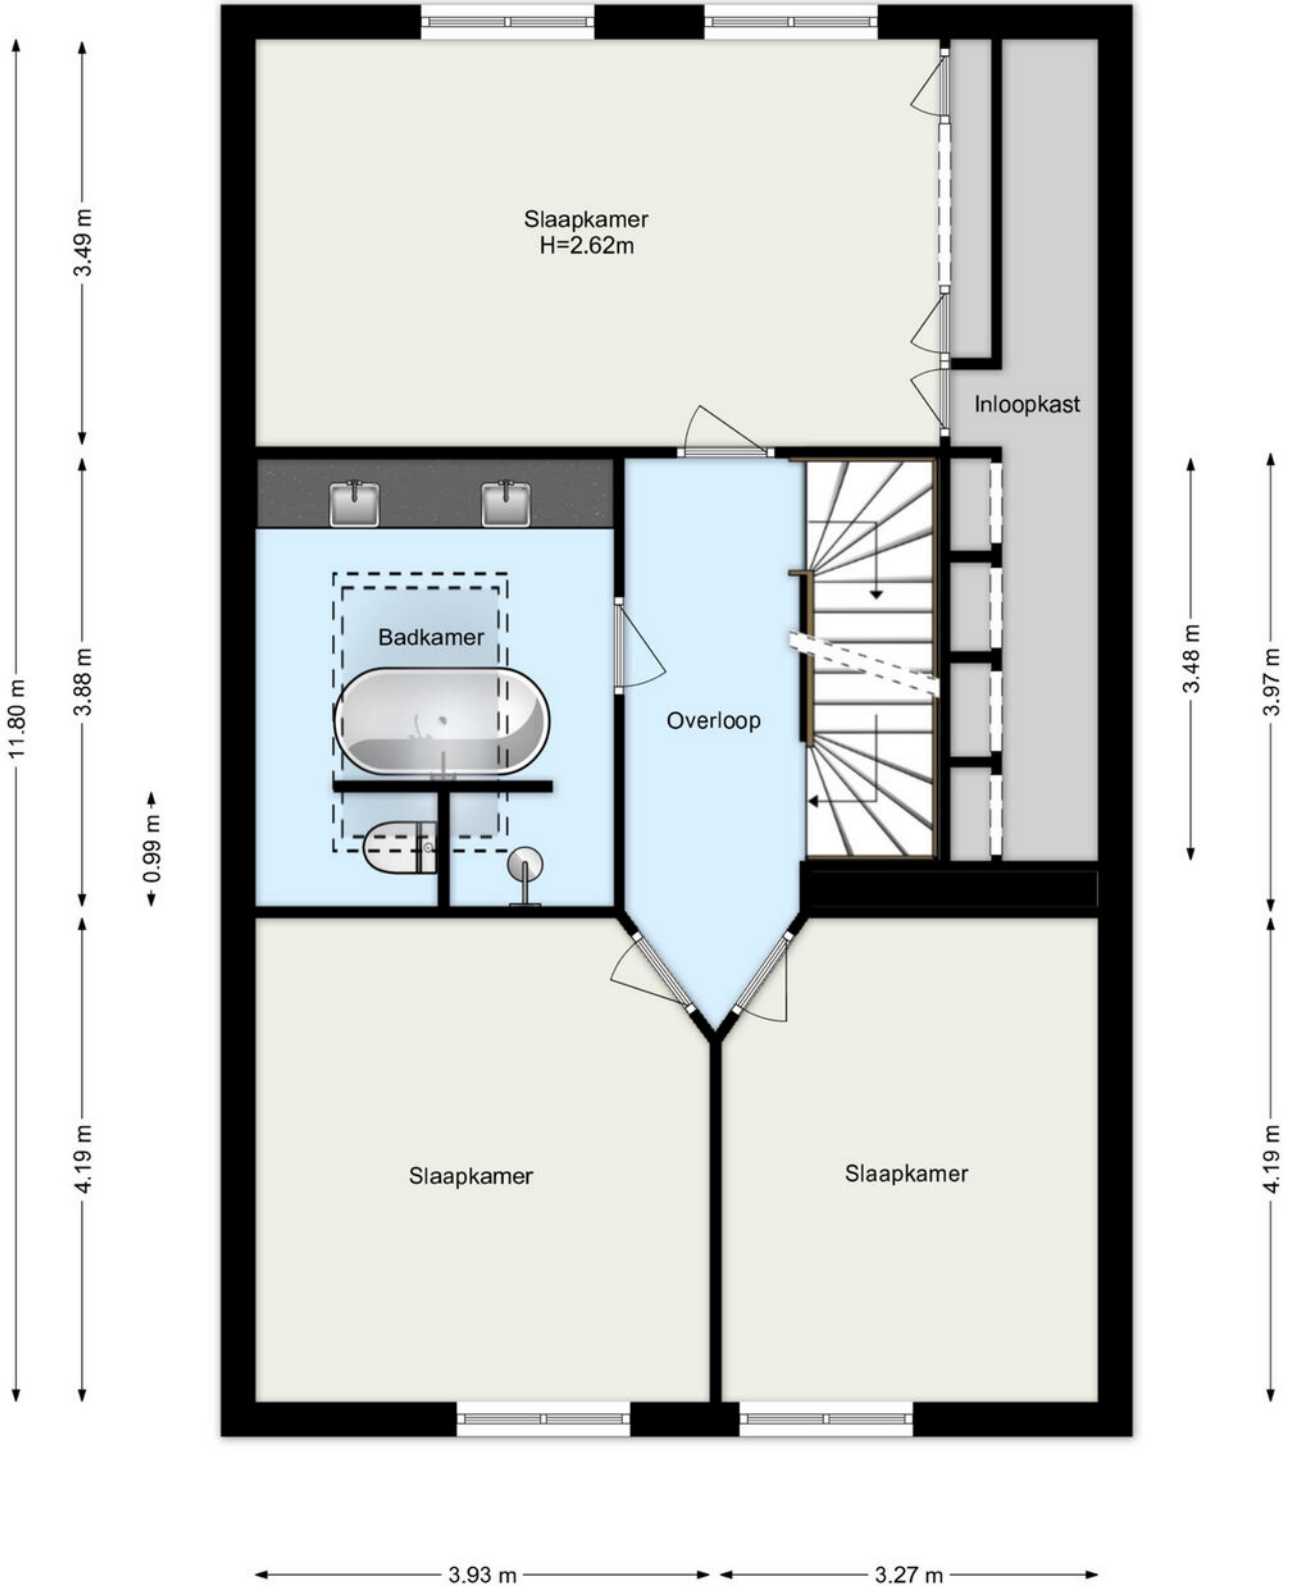 Slaapkamer
H=2.62m
Inloopkast
Badkamer
Overloop
Slaapkamer
Slaapkamer
11.80 m
3.49 m
3.88 m
0.99 m
4.19 m
3.48 m
3.97 m
4.19 m
3.93 m
3.27 m